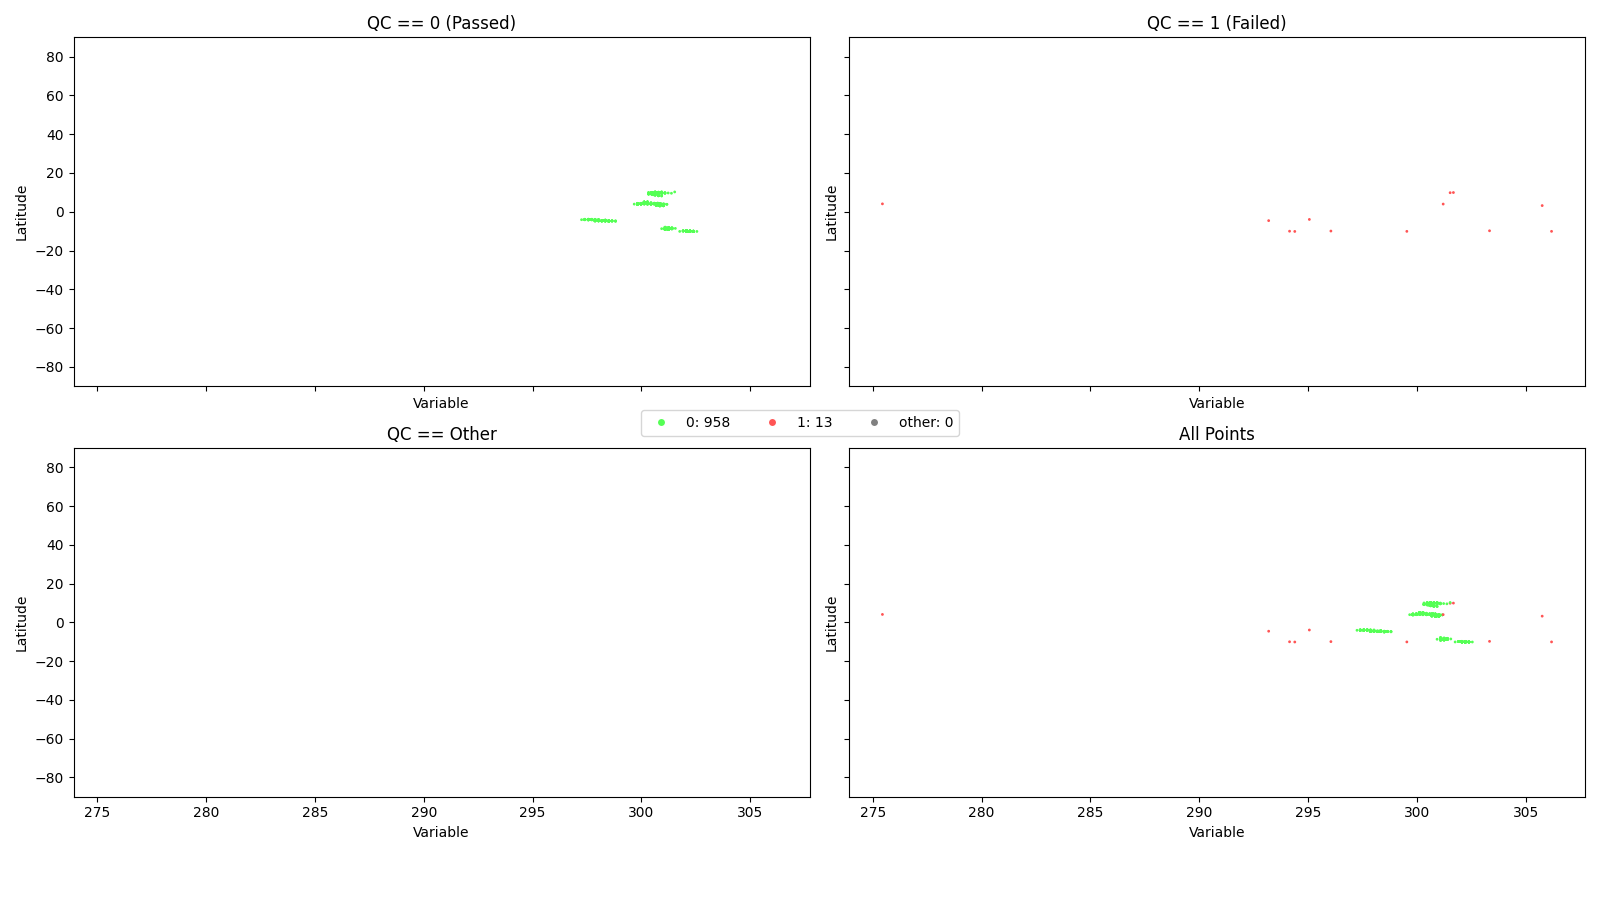 QC == 0 (Passed)
QC == 1 (Failed)
80
60
40
20
0
−20
−40
−60
−80
Latitude
Latitude
Variable
Variable
0: 958 1: 13 other: 0
QC == Other
All Points
80
60
40
20
0
−20
−40
−60
−80
Latitude
Latitude
275 280 285 290 295 300 305
275 280 285 290 295 300 305
Variable
Variable